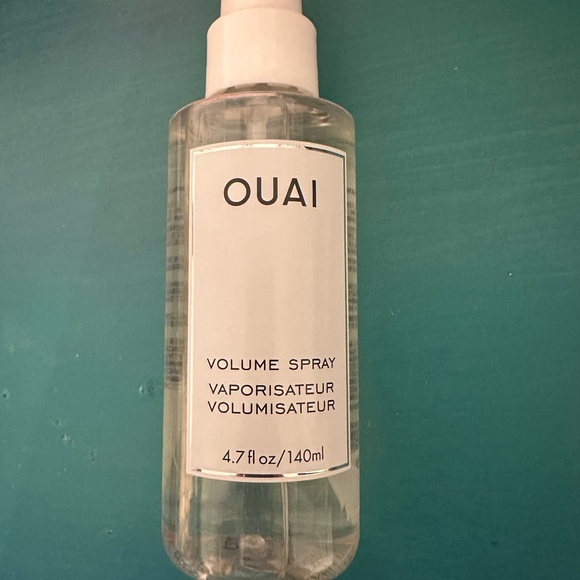 OUAI
VOLUME SPRAY
VAPORISATEUR
VOLUMISATEUR
4.7 fl oz/140ml